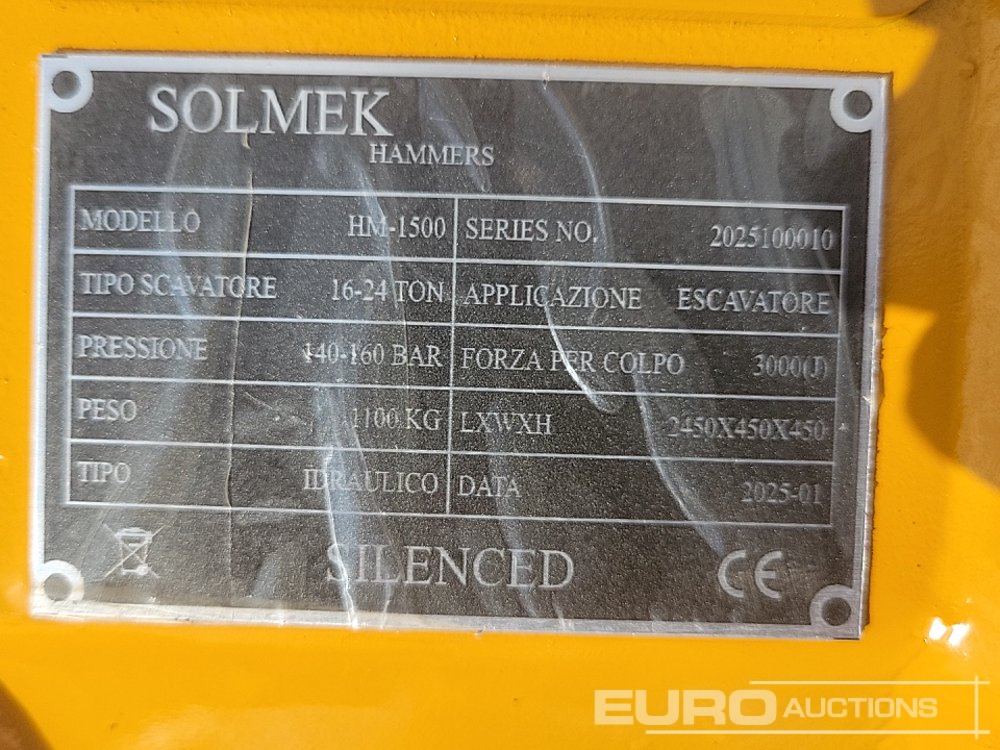 SOLMEK
HAMMERS
MODELLO HM-1500 SERIES NO. 2025100010
TIPO SCAVATORE 16-24 TON APPLICAZIONE ESCAVATORE
PRESSIONE 140-160 BAR FORZA PER COLPO 3000(J)
PESO 1100 KG LXWXH 2450X450X450
TIPO IDRAULICO DATA 2025-01
SILENCED CE
EURO AUCTIONS